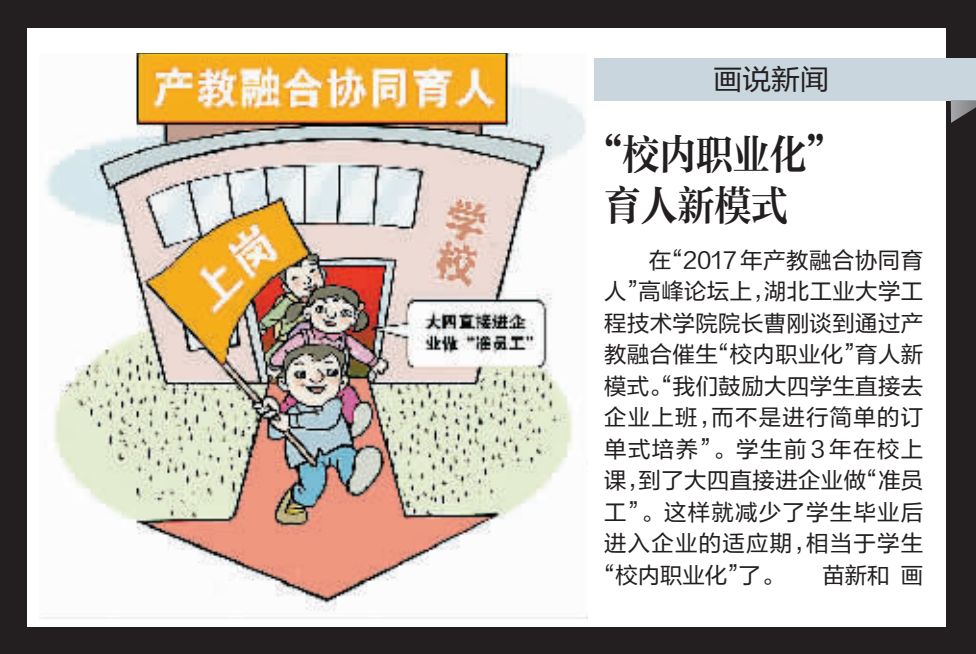 产教融合协同育人
学校
上岗
大四直接进企
业做“准员工”
画说新闻
“校内职业化”
育人新模式
在“2017年产教融合协同育
人”高峰论坛上，湖北工业大学工
程技术学院院长曹刚谈到通过产
教融合催生“校内职业化”育人新
模式。“我们鼓励大四学生直接去
企业上班，而不是进行简单的订
单式培养”。学生前3年在校上
课，到了大四直接进企业做“准员
工”。这样就减少了学生毕业后
进入企业的适应期，相当于学生
“校内职业化”了。 苗新和 画